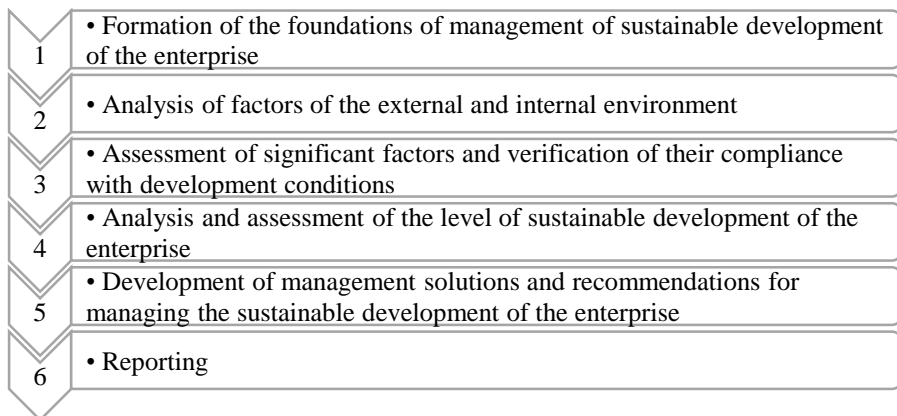 1
• Formation of the foundations of management of sustainable development
of the enterprise
2
• Analysis of factors of the external and internal environment
3
• Assessment of significant factors and verification of their compliance
with development conditions
4
• Analysis and assessment of the level of sustainable development of the
enterprise
5
• Development of management solutions and recommendations for
managing the sustainable development of the enterprise
6
• Reporting